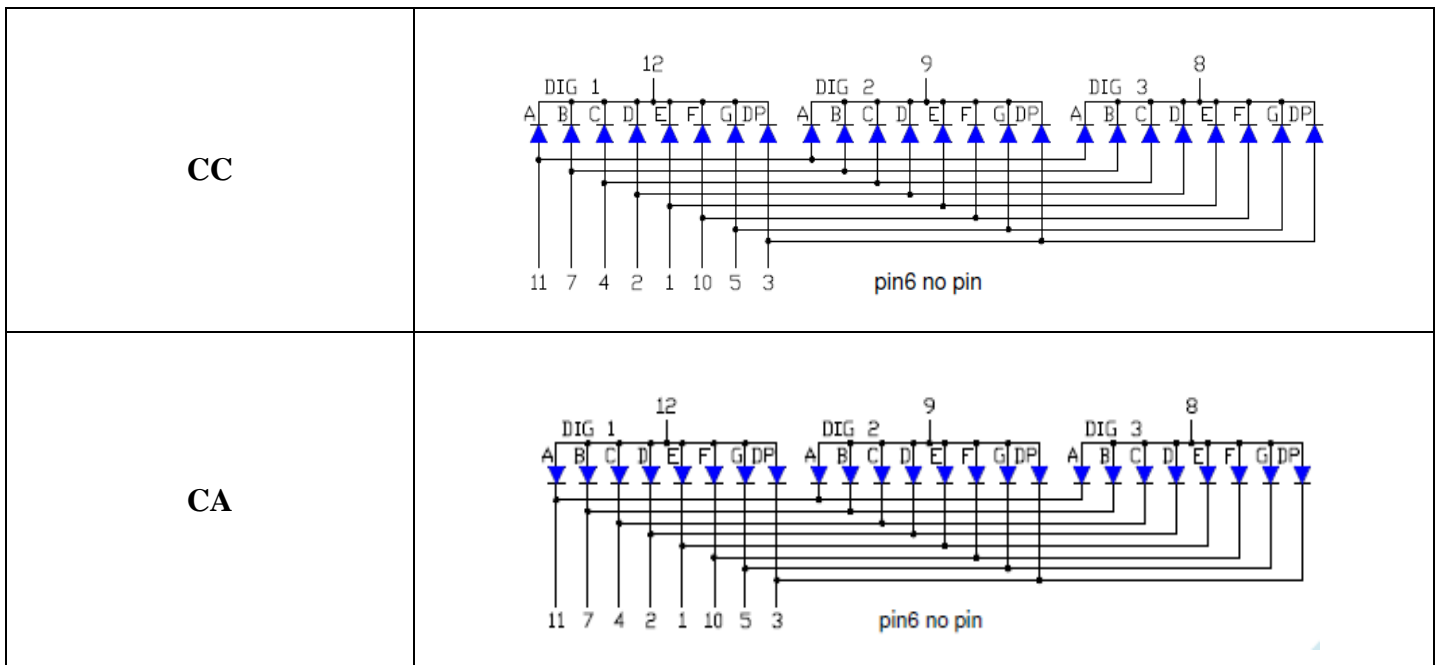 CC
12 9 8
DIG 1 DIG 2 DIG 3
A B C D E F G DP A B C D E F G DP A B C D E F G DP
11 7 4 2 1 10 5 3 pin6 no pin
CA
12 9 8
DIG 1 DIG 2 DIG 3
A B C D E F G DP A B C D E F G DP A B C D E F G DP
11 7 4 2 1 10 5 3 pin6 no pin